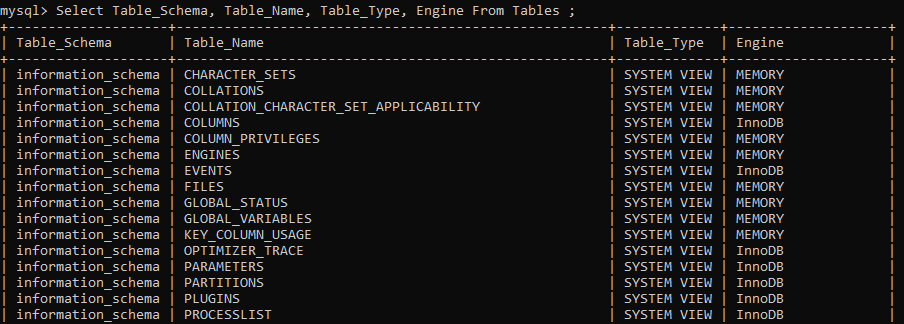 mysql> Select Table_Schema, Table_Name, Table_Type, Engine From Tables ;
+--------------------+---------------------------------------+-------------+--------------------+
| Table_Schema | Table_Name | Table_Type | Engine |
+--------------------+---------------------------------------+-------------+--------------------+
| information_schema | CHARACTER_SETS | SYSTEM VIEW | MEMORY |
| information_schema | COLLATIONS | SYSTEM VIEW | MEMORY |
| information_schema | COLLATION_CHARACTER_SET_APPLICABILITY | SYSTEM VIEW | MEMORY |
| information_schema | COLUMNS | SYSTEM VIEW | InnoDB |
| information_schema | COLUMN_PRIVILEGES | SYSTEM VIEW | MEMORY |
| information_schema | ENGINES | SYSTEM VIEW | MEMORY |
| information_schema | EVENTS | SYSTEM VIEW | InnoDB |
| information_schema | FILES | SYSTEM VIEW | MEMORY |
| information_schema | GLOBAL_STATUS | SYSTEM VIEW | MEMORY |
| information_schema | GLOBAL_VARIABLES | SYSTEM VIEW | MEMORY |
| information_schema | KEY_COLUMN_USAGE | SYSTEM VIEW | MEMORY |
| information_schema | OPTIMIZER_TRACE | SYSTEM VIEW | InnoDB |
| information_schema | PARAMETERS | SYSTEM VIEW | InnoDB |
| information_schema | PARTITIONS | SYSTEM VIEW | InnoDB |
| information_schema | PLUGINS | SYSTEM VIEW | InnoDB |
| information_schema | PROCESSLIST | SYSTEM VIEW | InnoDB |